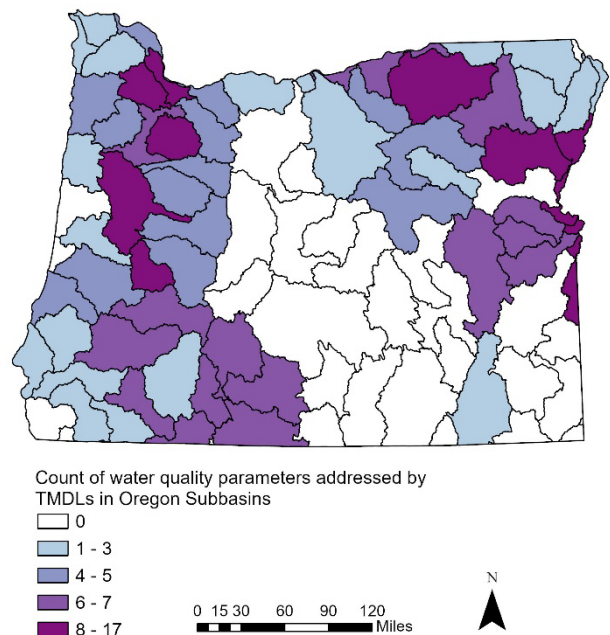 Count of water quality parameters addressed by
TMDLs in Oregon Subbasins
0
1 - 3
4 - 5
6 - 7
8 - 17
N
0 15 30 60 90 120
Miles